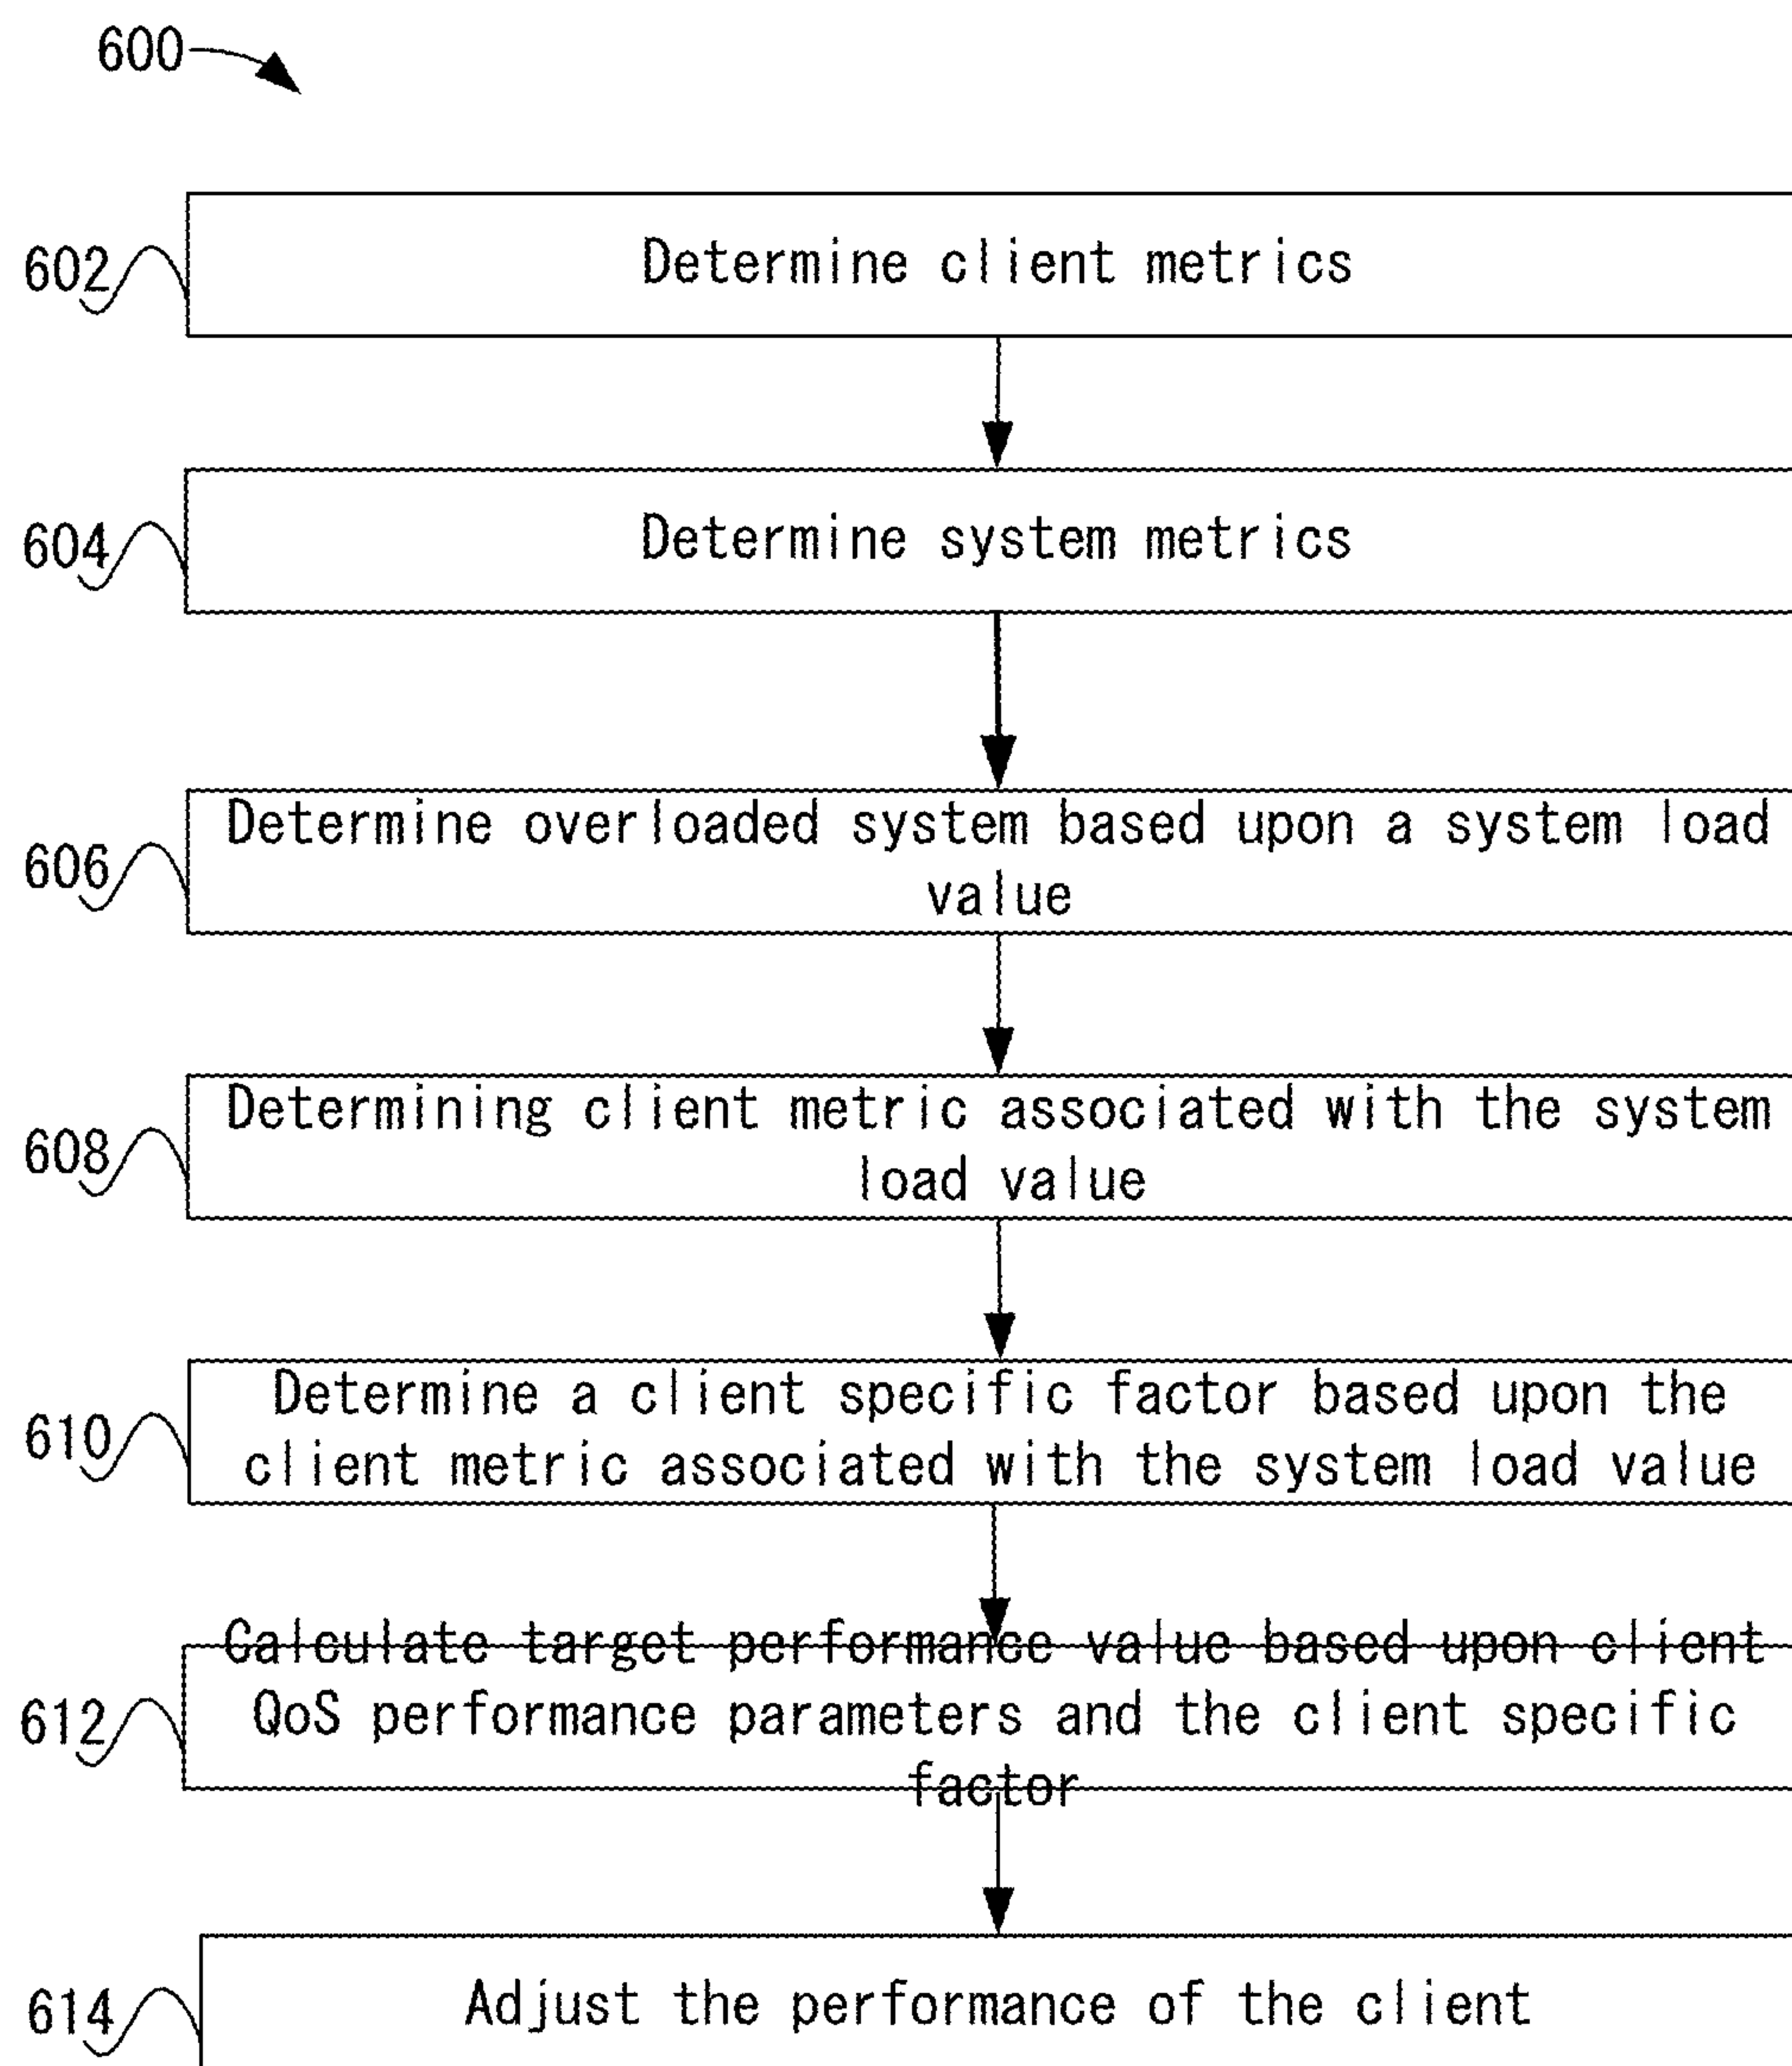 600
602
Determine client metrics
604
Determine system metrics
606
Determine overloaded system based upon a system load
value
608
Determining client metric associated with the system
load value
610
Determine a client specific factor based upon the
client metric associated with the system load value
612
Calculate target performance value based upon client
QoS performance parameters and the client specific
factor
614
Adjust the performance of the client